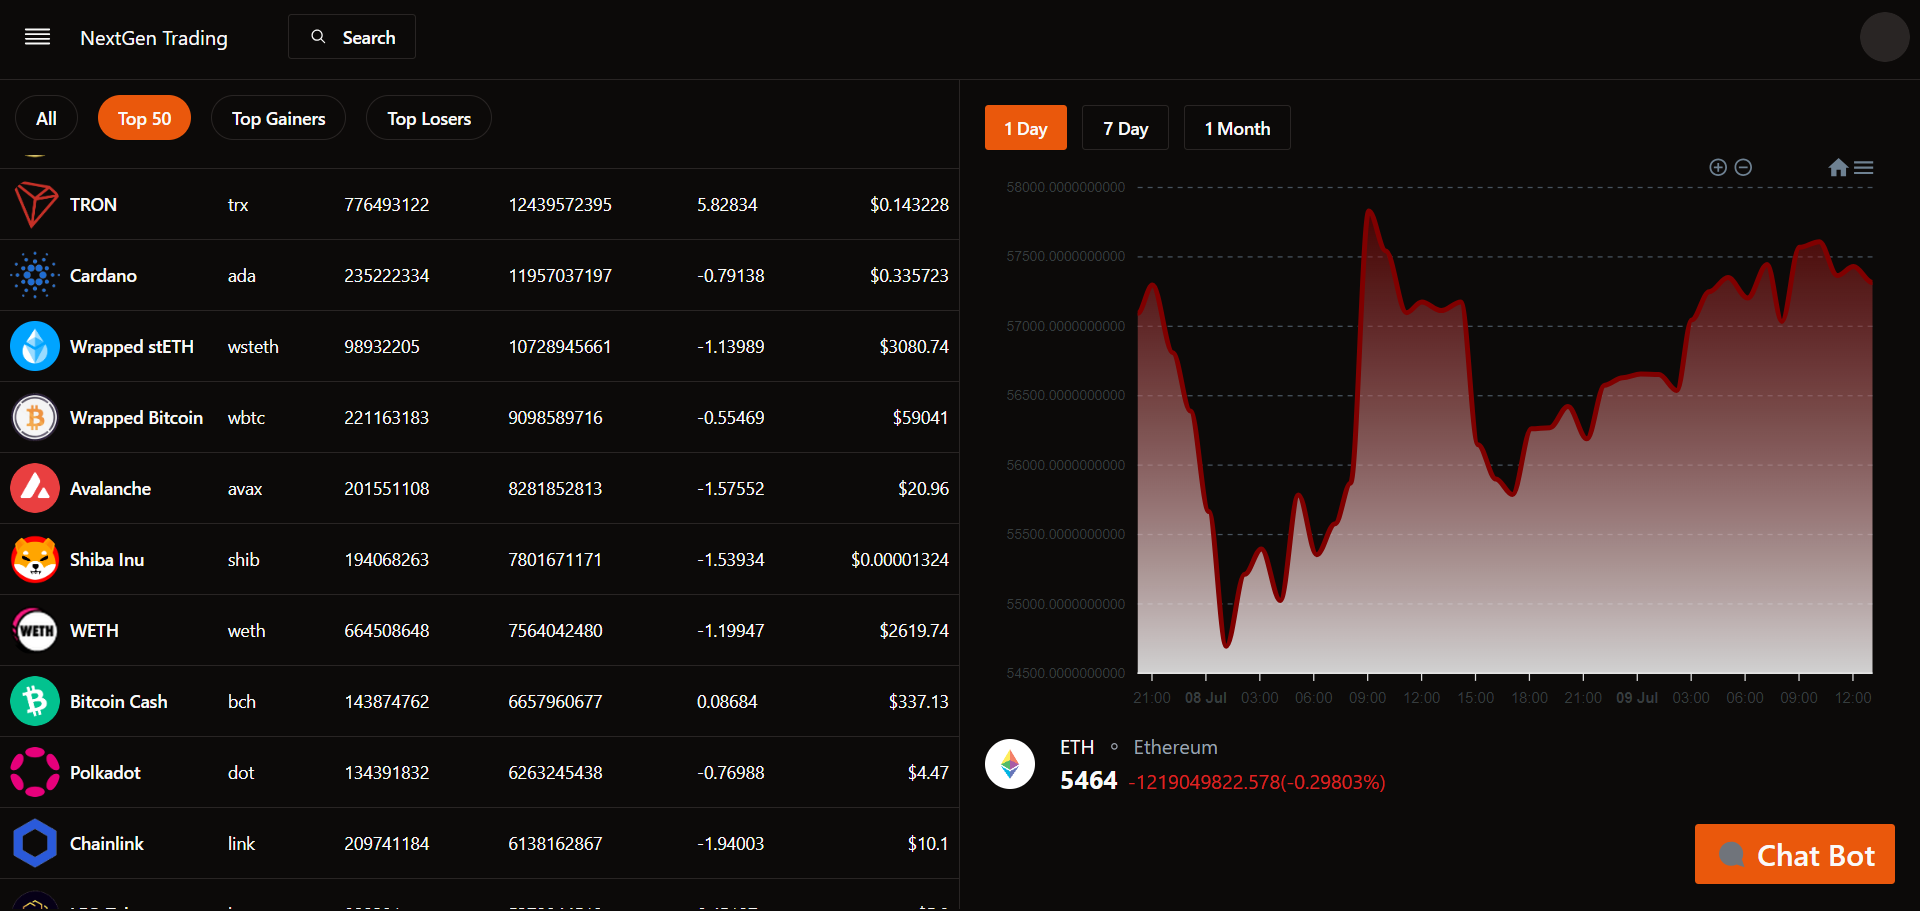 NextGen Trading
Search
All
Top 50
Top Gainers
Top Losers
TRON trx 776493122 12439572395 5.82834 $0.143228
Cardano ada 235222334 11957037197 -0.79138 $0.335723
Wrapped stETH wsteth 98932205 10728945661 -1.13989 $3080.74
Wrapped Bitcoin wbtc 221163183 9098589716 -0.55469 $59041
Avalanche avax 201551108 8281852813 -1.57552 $20.96
Shiba Inu shib 194068263 7801671171 -1.53934 $0.00001324
WETH
WETH weth 664508648 7564042480 -1.19947 $2619.74
Bitcoin Cash bch 143874762 6657960677 0.08684 $337.13
Polkadot dot 134391832 6263245438 -0.76988 $4.47
Chainlink link 209741184 6138162867 -1.94003 $10.1
1 Day
7 Day
1 Month
58000.0000000000
57500.0000000000
57000.0000000000
56500.0000000000
56000.0000000000
55500.0000000000
55000.0000000000
54500.0000000000
21:00 08 Jul 03:00 06:00 09:00 12:00 15:00 18:00 21:00 09 Jul 03:00 06:00 09:00 12:00
ETH Ethereum
5464 -1219049822.578(-0.29803%)
Chat Bot